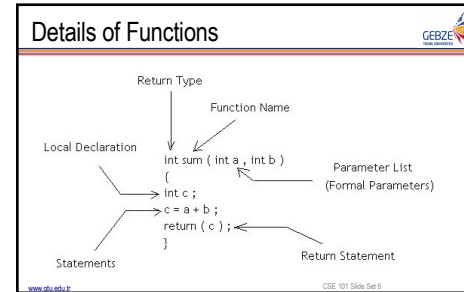 Details of Functions
GEBZE
Return Type
Function Name
Local Declaration
int sum ( int a , int b )
Parameter List
(Formal Parameters)
{
int c ;
c = a + b ;
return ( c ) ;
}
Statements
Return Statement
www.gtu.edu.tr
CSE 101 Slide Set 6